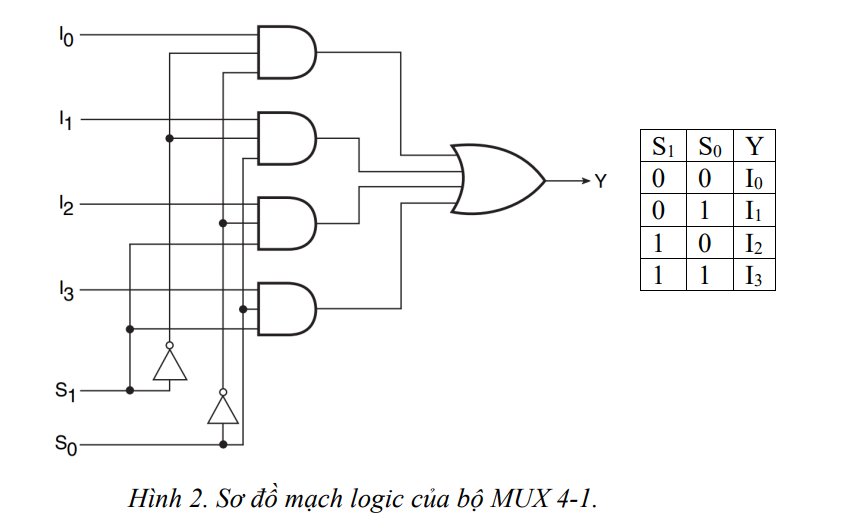 I0
I1
I2
I3
S1
S0
Y
S1 S0 Y
0 0 I0
0 1 I1
1 0 I2
1 1 I3
Hình 2. Sơ đồ mạch logic của bộ MUX 4-1.